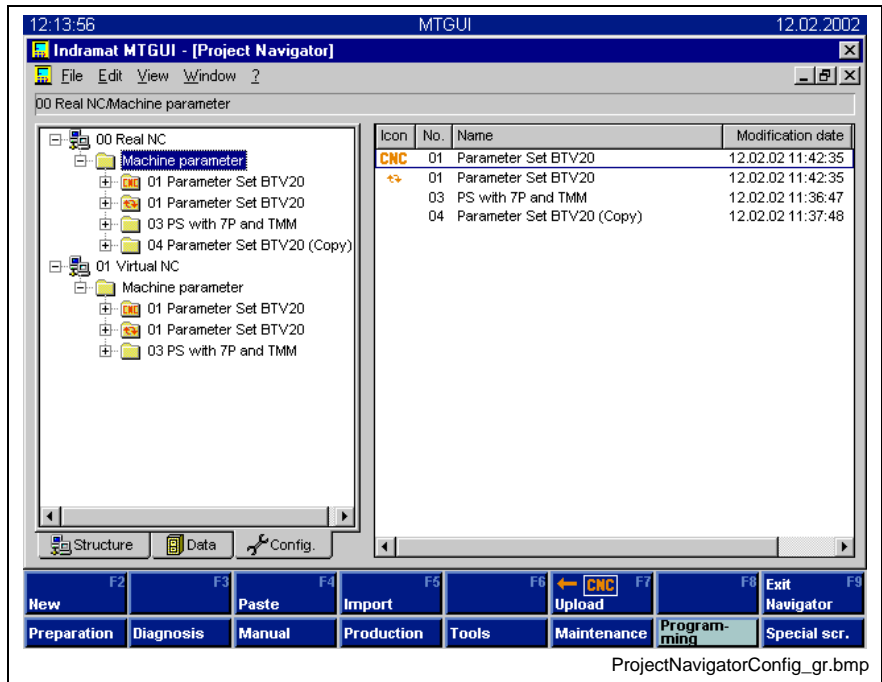 12:13:56 MTGUI 12.02.2002
Indramat MTGUI - [Project Navigator]
File Edit View Window ?
00 Real NC/Machine parameter
00 Real NC
Machine parameter
CNC 01 Parameter Set BTV20
01 Parameter Set BTV20
03 PS with 7P and TMM
04 Parameter Set BTV20 (Copy)
01 Virtual NC
Machine parameter
CNC 01 Parameter Set BTV20
01 Parameter Set BTV20
03 PS with 7P and TMM
Structure Data Config.
Icon No. Name Modification date
CNC 01 Parameter Set BTV20 12.02.02 11:42:35
01 Parameter Set BTV20 12.02.02 11:42:35
03 PS with 7P and TMM 12.02.02 11:36:47
04 Parameter Set BTV20 (Copy) 12.02.02 11:37:48
F2 F3 F4 F5 F6 CNC F7 F8 Exit F9
New Paste Import Upload Navigator
Preparation Diagnosis Manual Production Tools Maintenance Program-
ming Special scr.
ProjectNavigatorConfig_gr.bmp